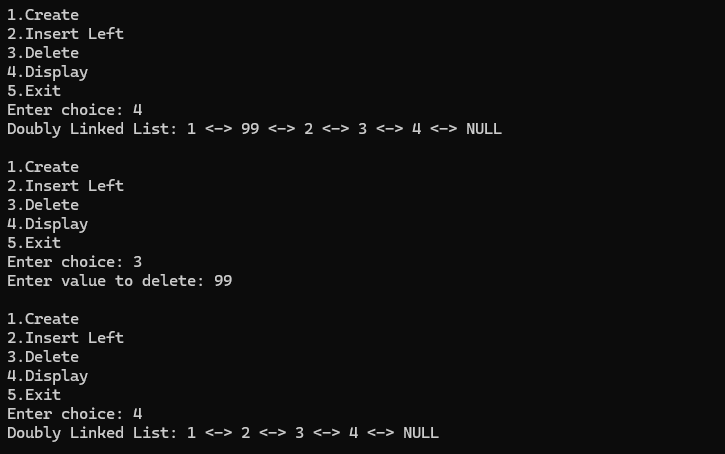 1.Create
2.Insert Left
3.Delete
4.Display
5.Exit
Enter choice: 4
Doubly Linked List: 1 <-> 99 <-> 2 <-> 3 <-> 4 <-> NULL

1.Create
2.Insert Left
3.Delete
4.Display
5.Exit
Enter choice: 3
Enter value to delete: 99

1.Create
2.Insert Left
3.Delete
4.Display
5.Exit
Enter choice: 4
Doubly Linked List: 1 <-> 2 <-> 3 <-> 4 <-> NULL